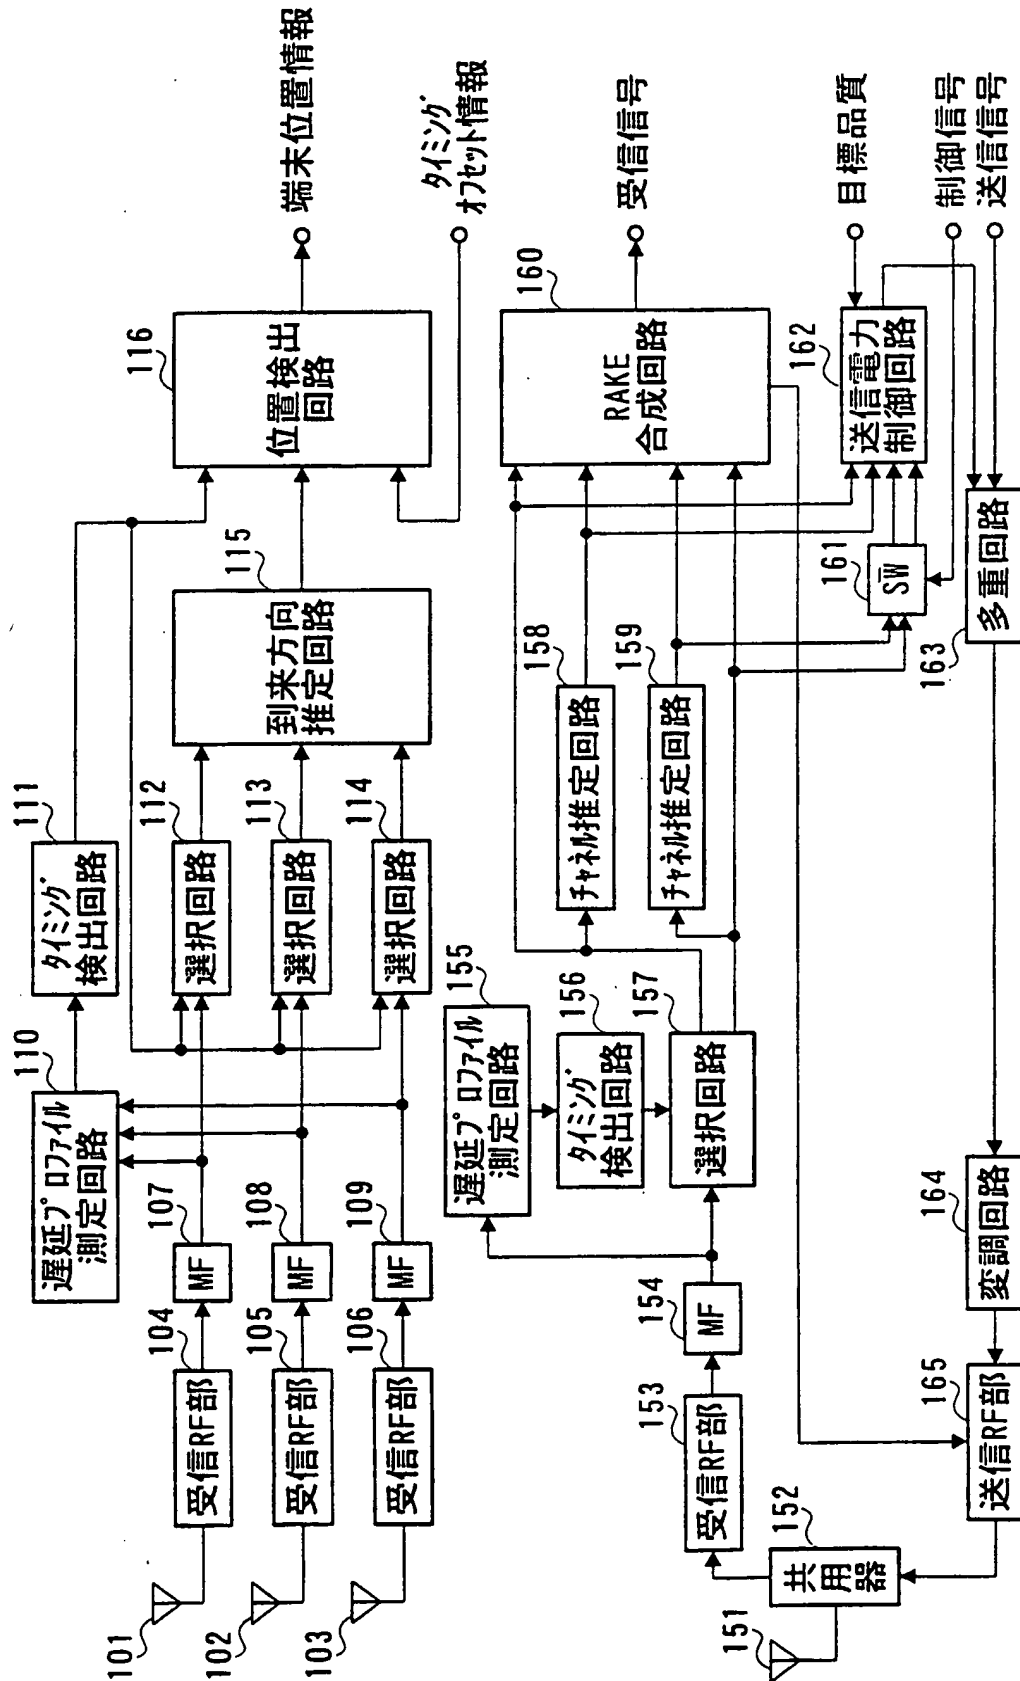 101
102
103
104
受信RF部
105
受信RF部
106
受信RF部
107
MF
108
MF
109
MF
110
遅延プロファイル
測定回路
111
タイミング
検出回路
112
選択回路
113
選択回路
114
選択回路
115
到来方向
推定回路
116
位置検出
回路
端末位置情報
タイミング
オフセット情報
151
152
共用器
153
受信RF部
154
MF
155
遅延プロファイル
測定回路
156
タイミング
検出回路
157
選択回路
158
チャネル推定回路
159
チャネル推定回路
160
RAKE
合成回路
受信信号
161
SW
162
送信電力
制御回路
目標品質
制御信号
送信信号
163
多重回路
164
変調回路
165
送信RF部